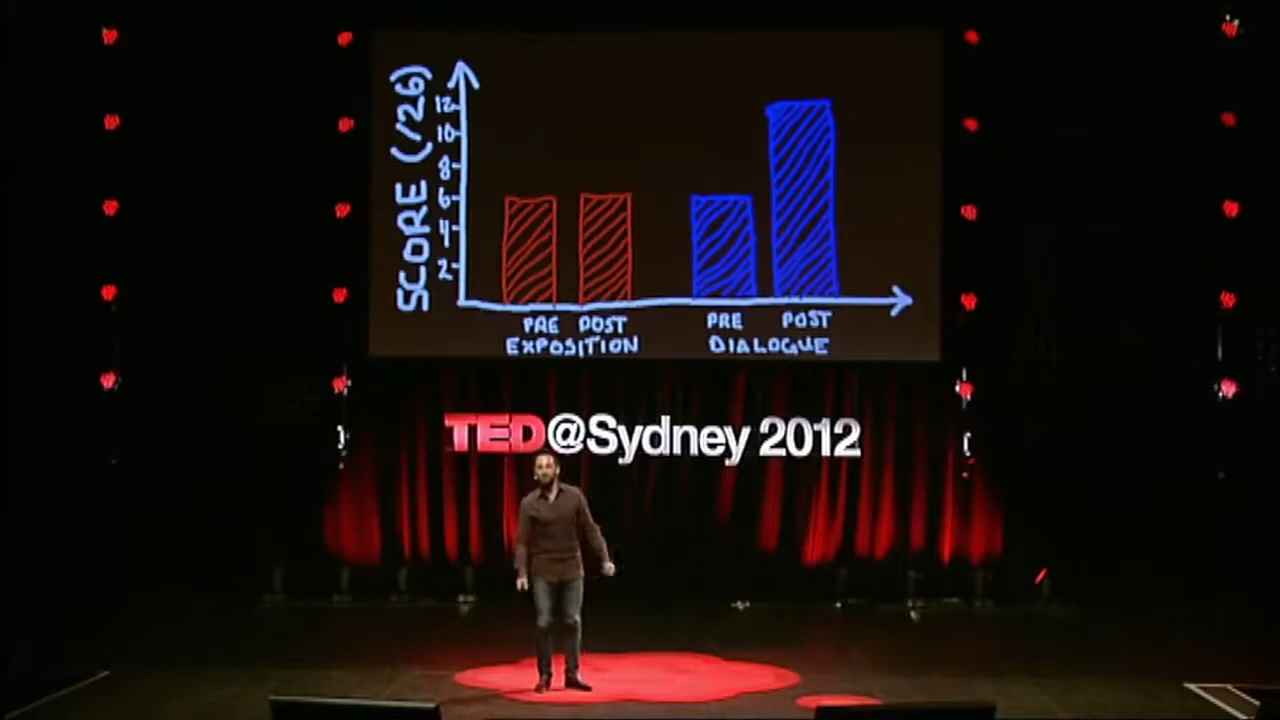 SCORE (/26)
12
10
8
6
4
2
PRE POST
EXPOSITION
PRE POST
DIALOGUE
TED@Sydney 2012